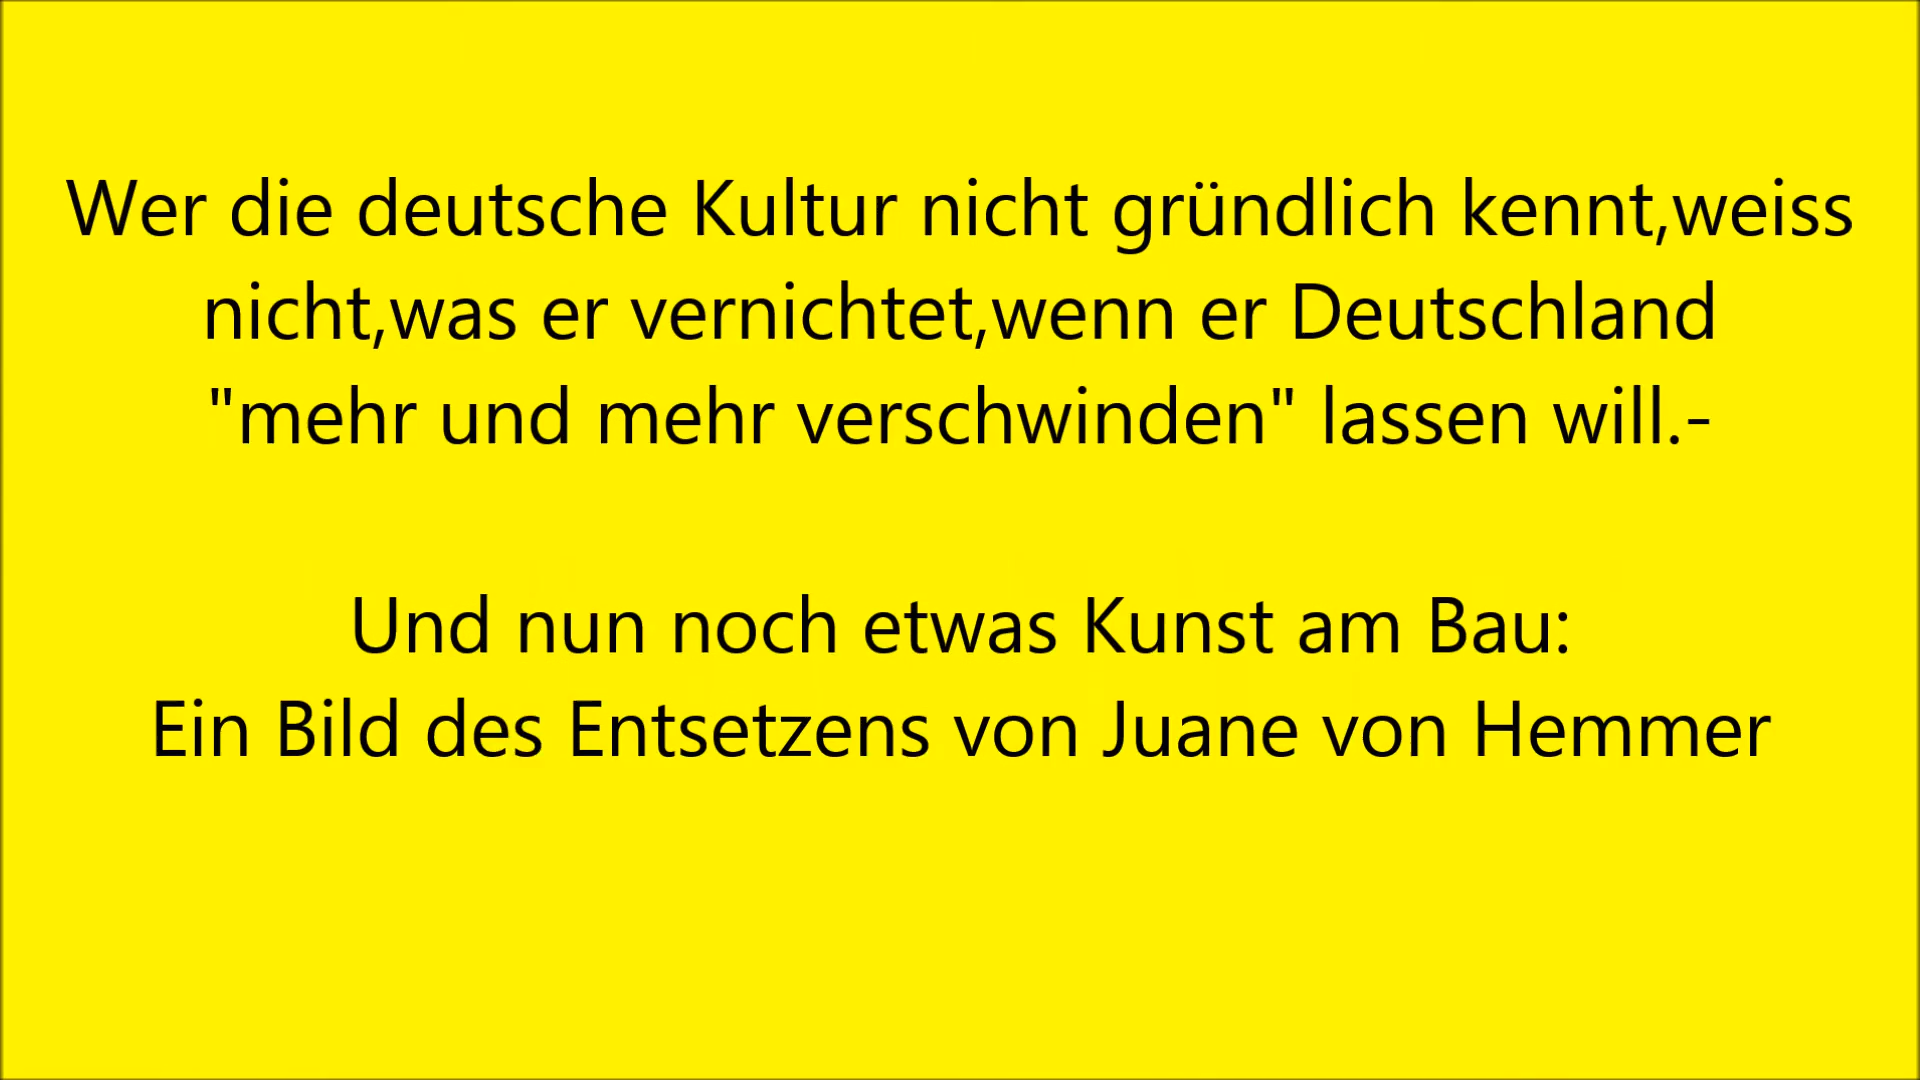 Wer die deutsche Kultur nicht gründlich kennt,weiss
nicht,was er vernichtet,wenn er Deutschland
"mehr und mehr verschwinden" lassen will.-
Und nun noch etwas Kunst am Bau:
Ein Bild des Entsetzens von Juane von Hemmer